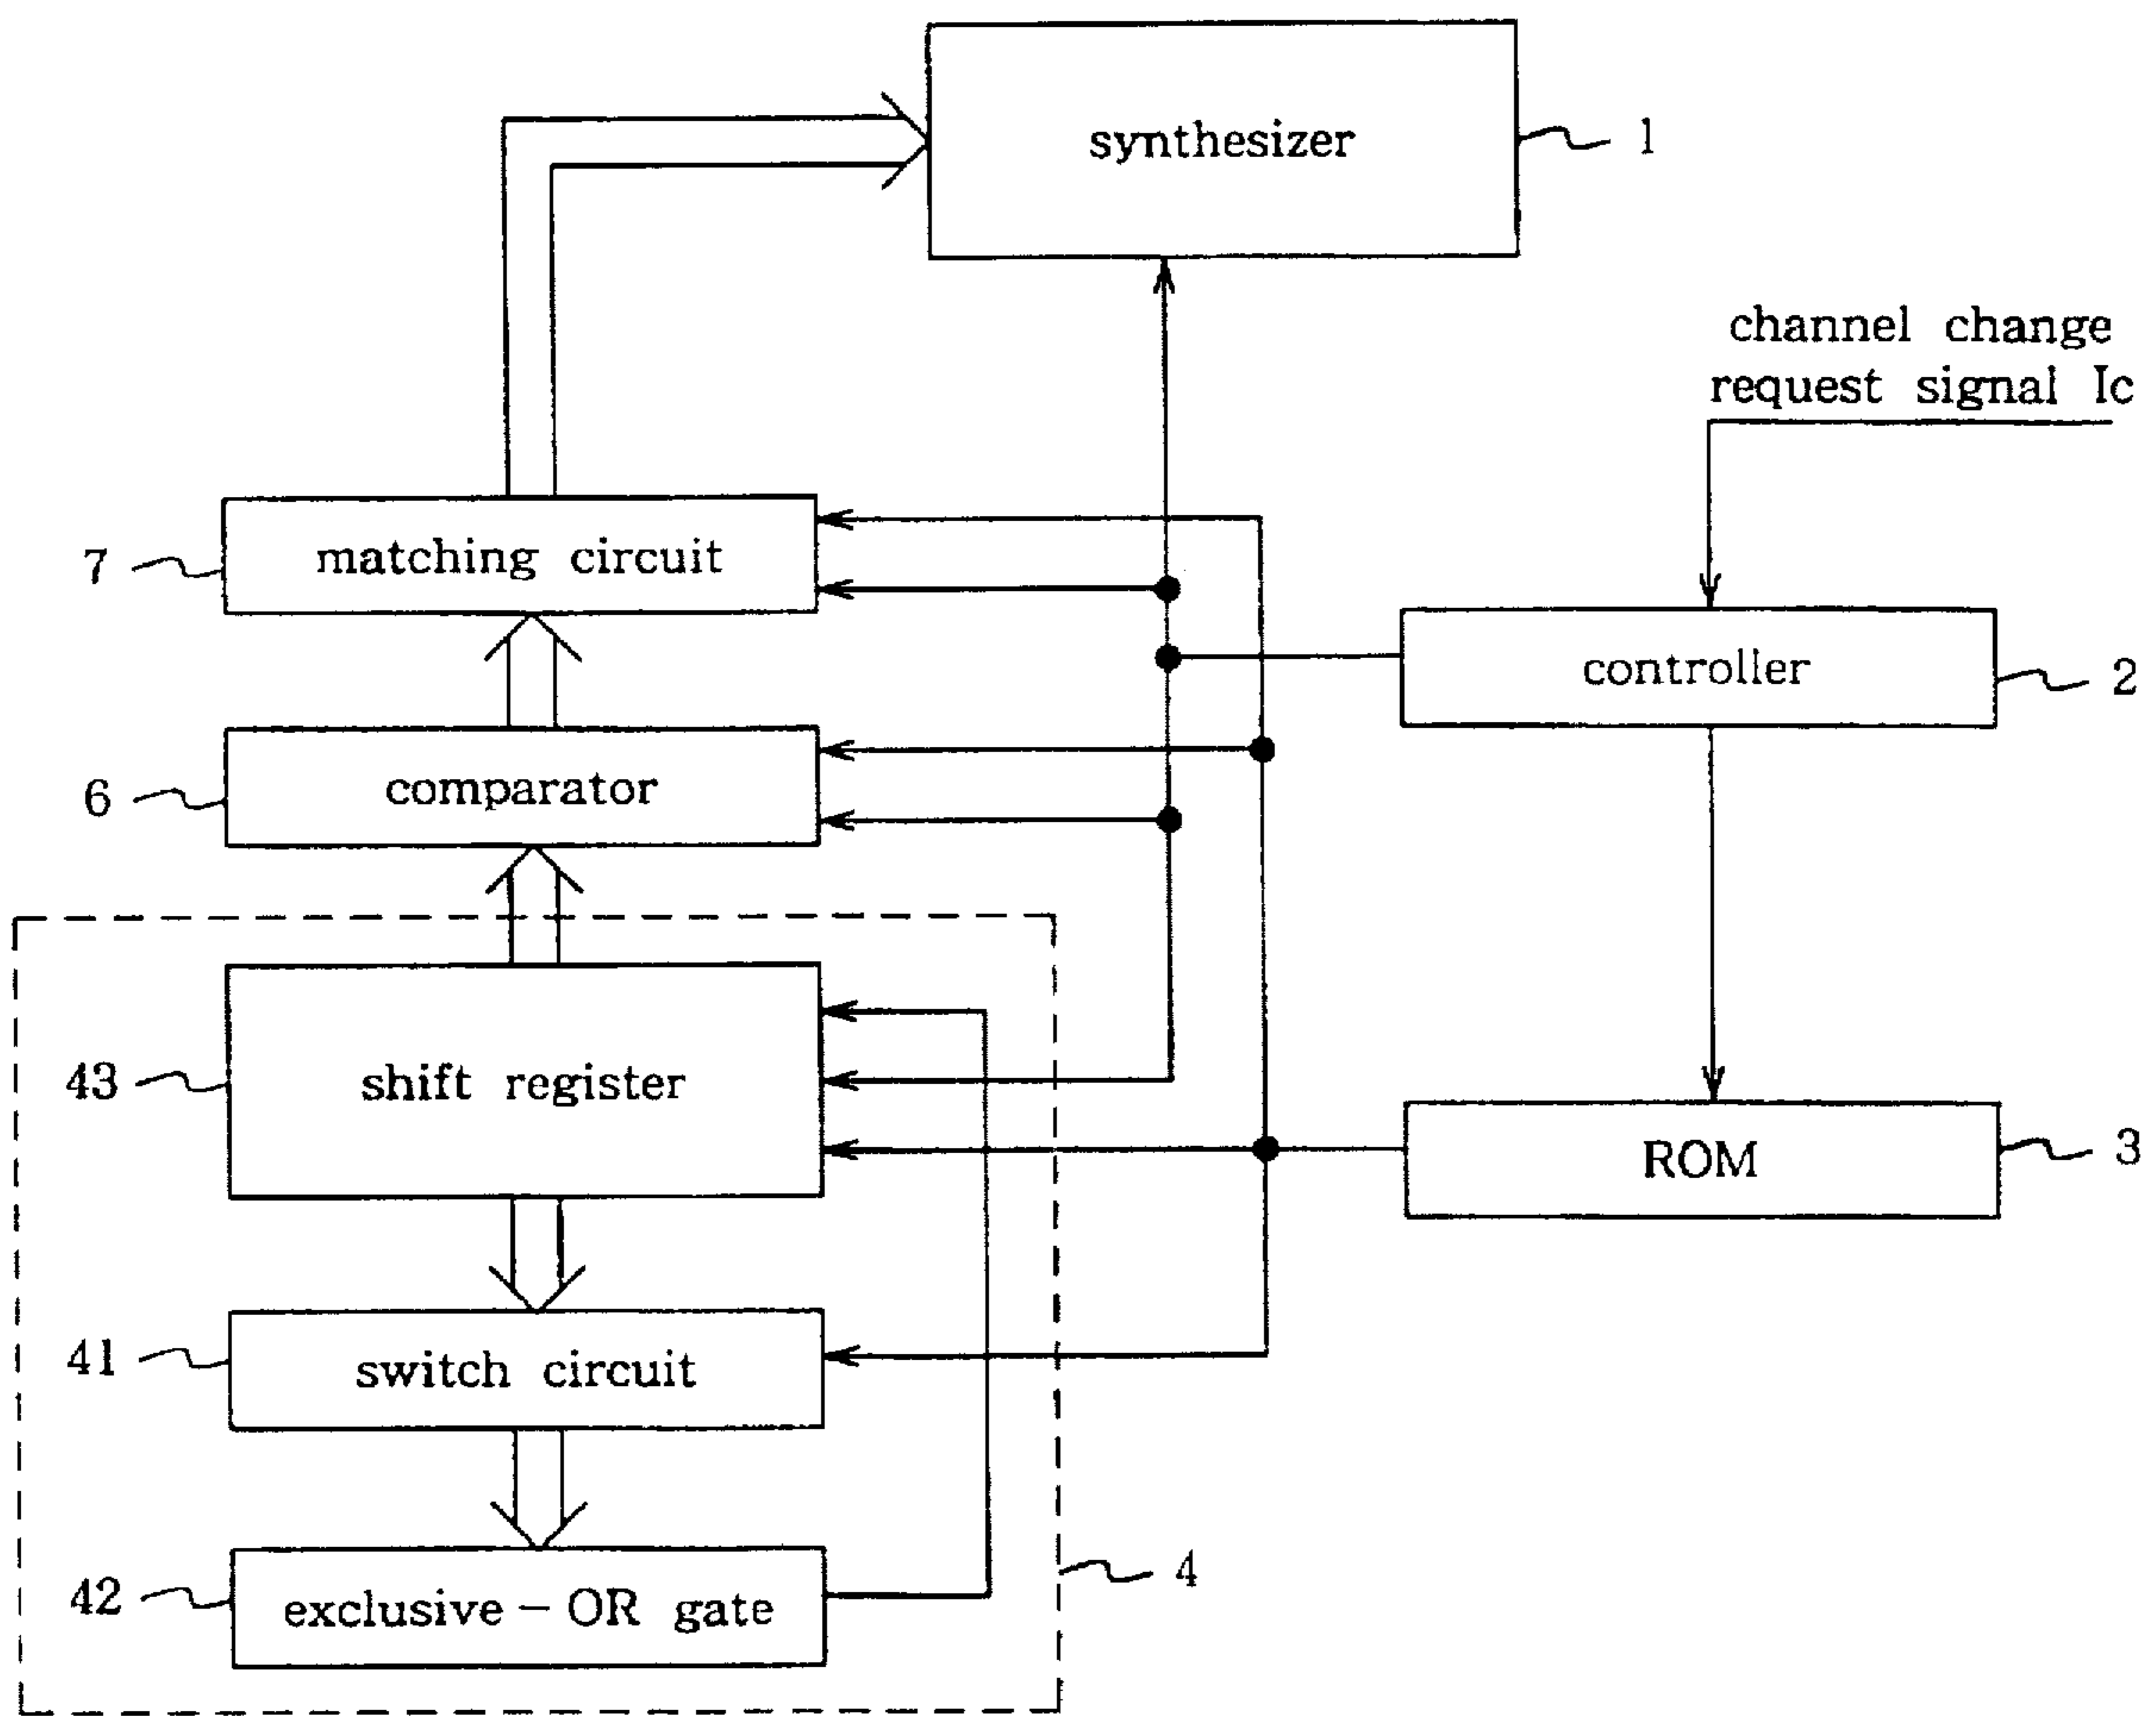 synthesizer
1
channel change
request signal Ic
7
matching circuit
controller
2
6
comparator
43
shift register
ROM
3
41
switch circuit
4
42
exclusive-OR gate